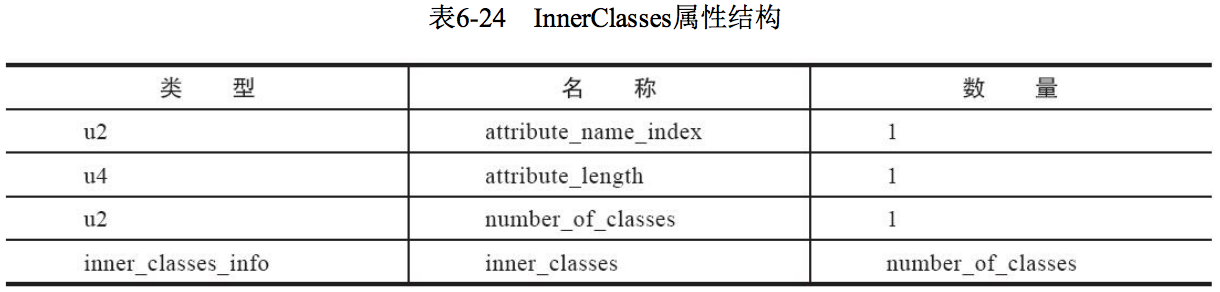 表6-24 InnerClasses属性结构
类 型 名 称 数 量
u2 attribute_name_index 1
u4 attribute_length 1
u2 number_of_classes 1
inner_classes_info inner_classes number_of_classes